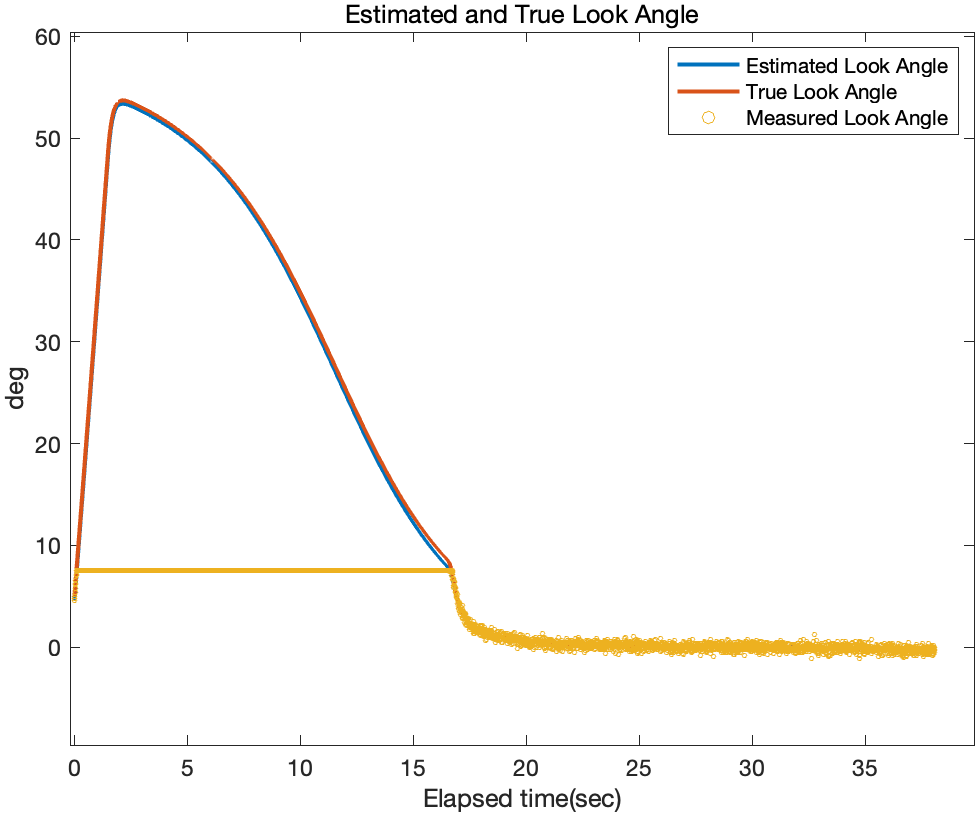 Estimated and True Look Angle
Estimated Look Angle
True Look Angle
Measured Look Angle
60
50
40
30
20
10
0
deg
0 5 10 15 20 25 30 35
Elapsed time(sec)